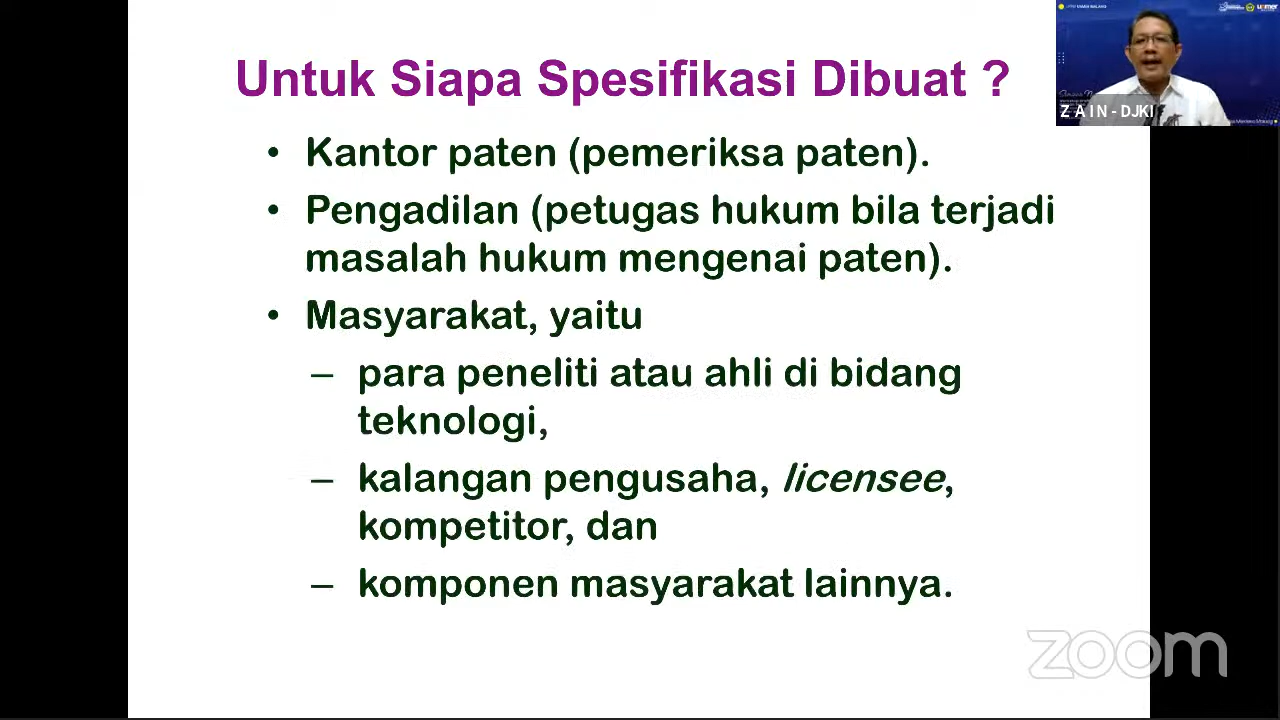 Untuk Siapa Spesifikasi Dibuat ?
• Kantor paten (pemeriksa paten).
• Pengadilan (petugas hukum bila terjadi
masalah hukum mengenai paten).
• Masyarakat, yaitu
– para peneliti atau ahli di bidang
teknologi,
– kalangan pengusaha, licensee,
kompetitor, dan
– komponen masyarakat lainnya.
Z A I N - DJKI
zoom